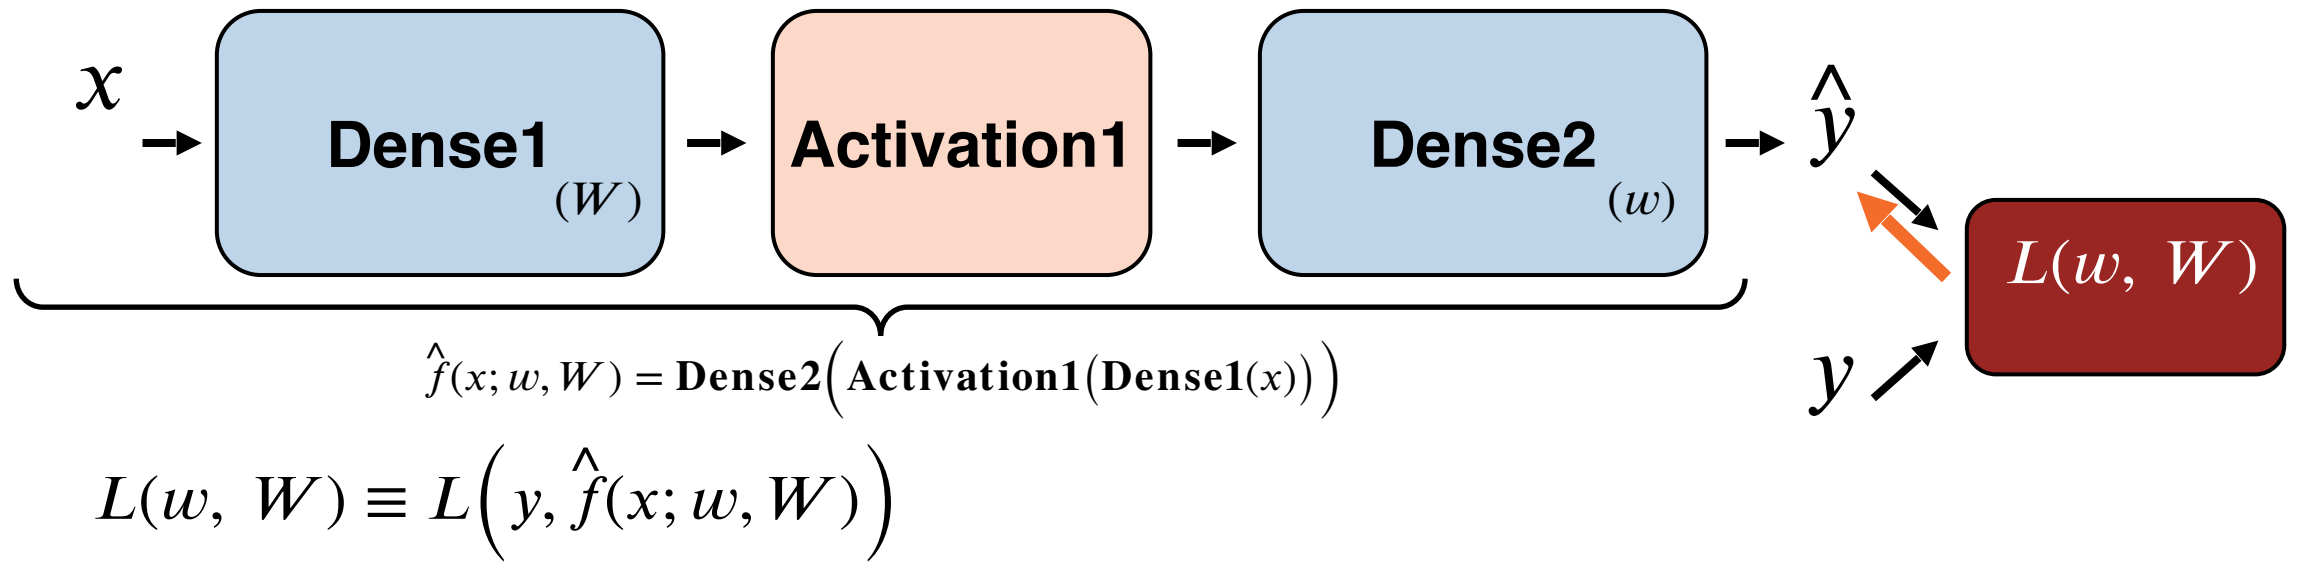 x
Dense1
(W)
Activation1
Dense2
(w)
ŷ
L(w, W)
y
f̂(x; w, W) = Dense2(Activation1(Dense1(x)))
L(w, W) ≡ L(y, f̂(x; w, W))